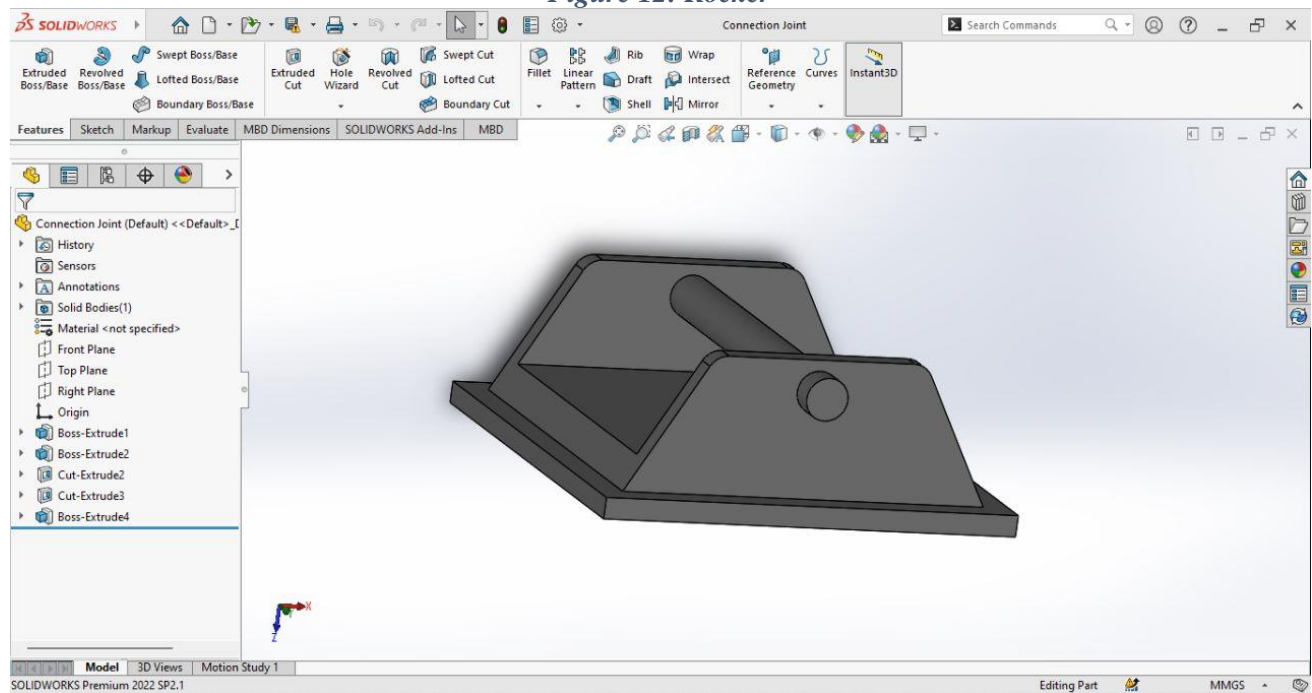 Figure 12: Rocker
SOLIDWORKS
Connection Joint
Search Commands
Extruded Boss/Base
Revolved Boss/Base
Swept Boss/Base
Lofted Boss/Base
Boundary Boss/Base
Extruded Cut
Hole Wizard
Revolved Cut
Swept Cut
Lofted Cut
Boundary Cut
Fillet
Linear Pattern
Rib
Draft
Shell
Wrap
Intersect
Mirror
Reference Geometry
Curves
Instant3D
Features Sketch Markup Evaluate MBD Dimensions SOLIDWORKS Add-Ins MBD
Connection Joint (Default) <<Default>_D
History
Sensors
Annotations
Solid Bodies(1)
Material <not specified>
Front Plane
Top Plane
Right Plane
Origin
Boss-Extrude1
Boss-Extrude2
Cut-Extrude2
Cut-Extrude3
Boss-Extrude4
X
Z
Model 3D Views Motion Study 1
SOLIDWORKS Premium 2022 SP2.1
Editing Part
MMGS